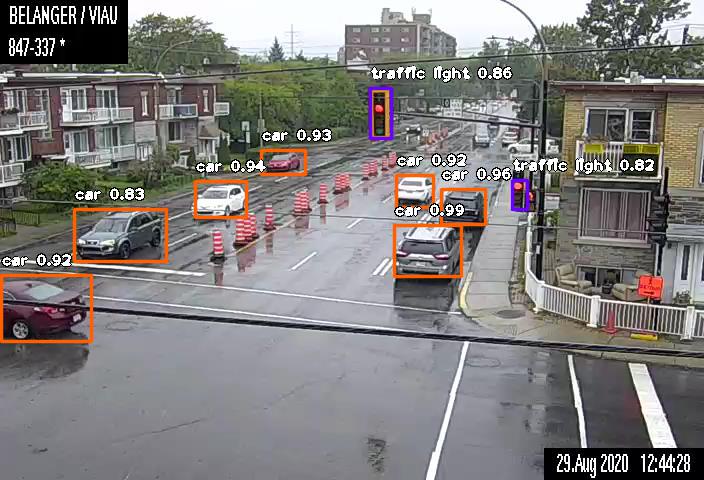 BELANGER / VIAU
847-337 *
traffic light 0.86
car 0.93
car 0.94
car 0.92
car 0.96
traffic light 0.82
car 0.83
car 0.99
car 0.92
29.Aug 2020 12:44:28